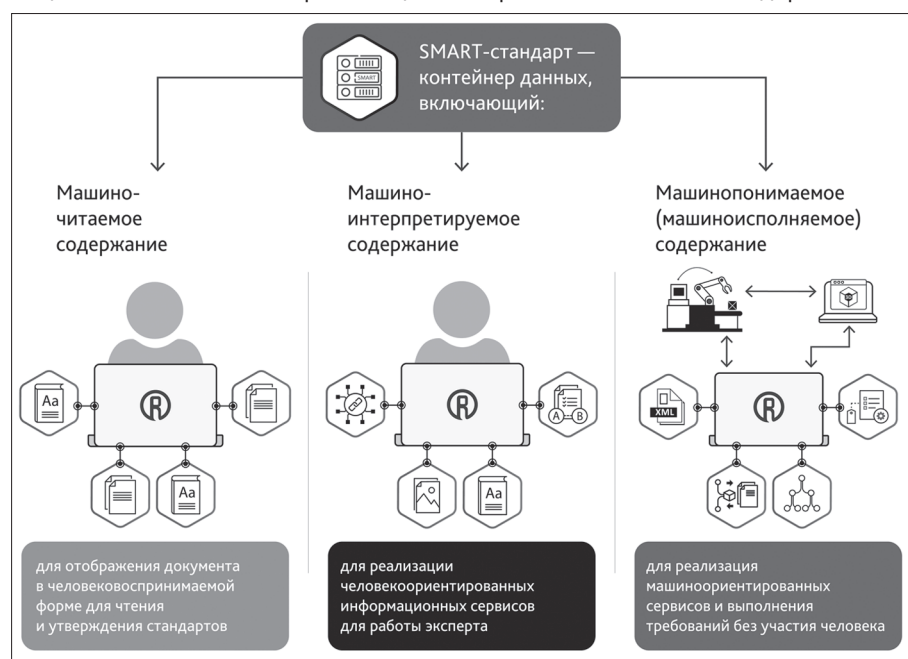 SMART-стандарт —
контейнер данных,
включающий:
SMART
Машино-
читаемое
содержание
Машино-
интерпретируемое
содержание
Машинопонимаемое
(машиноисполняемое)
содержание
Aa
R
Aa
R
A B
Aa
XML
R
для отображения документа
в человековоспринимаемой
форме для чтения
и утверждения стандартов
для реализации
человекоориентированных
информационных сервисов
для работы эксперта
для реализация
машиноориентированных
сервисов и выполнения
требований без участия человека